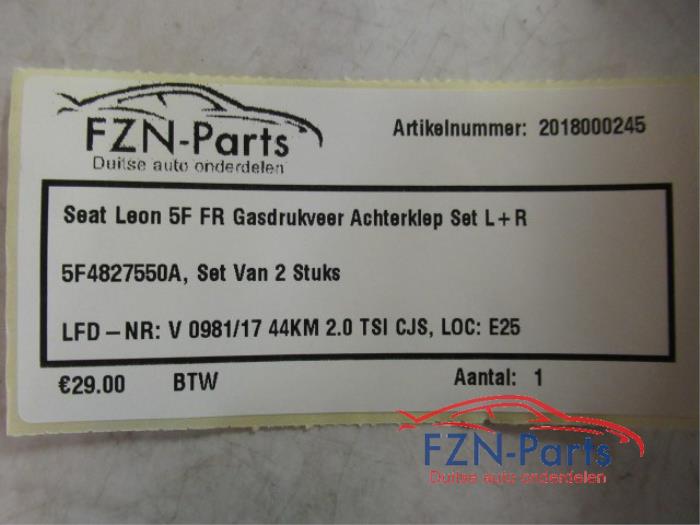 FZN-Parts
Duitse auto onderdelen
Artikelnummer: 2018000245
Seat Leon 5F FR Gasdrukveer Achterklep Set L+R
5F4827550A, Set Van 2 Stuks
LFD-NR: V 0981/17 44KM 2.0 TSI CJS, LOC: E25
€29.00 BTW Aantal: 1
FZN-Parts
Duitse auto onderdelen